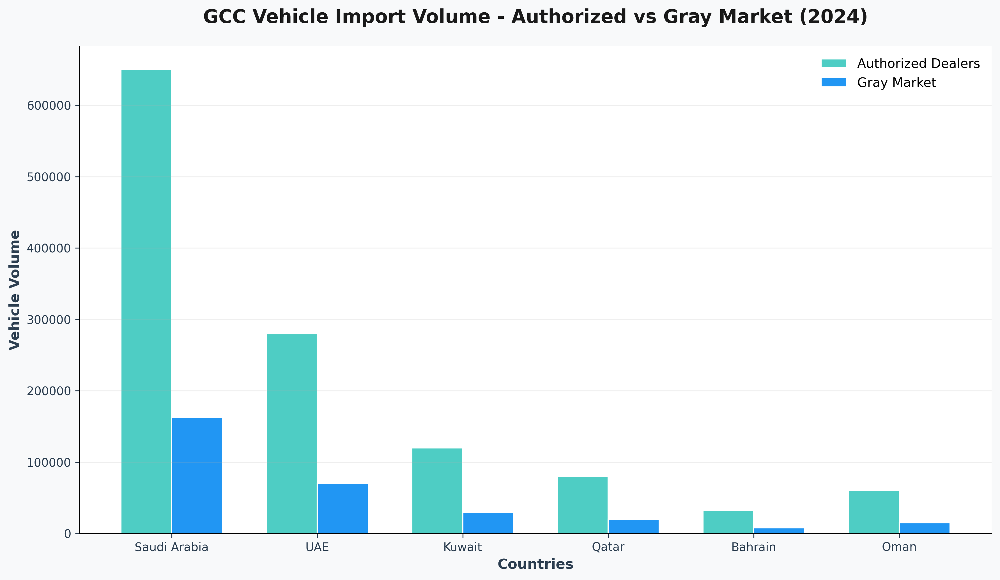 GCC Vehicle Import Volume - Authorized vs Gray Market (2024)
Authorized Dealers
Gray Market
Vehicle Volume
600000
500000
400000
300000
200000
100000
0
Saudi Arabia
UAE
Kuwait
Qatar
Bahrain
Oman
Countries